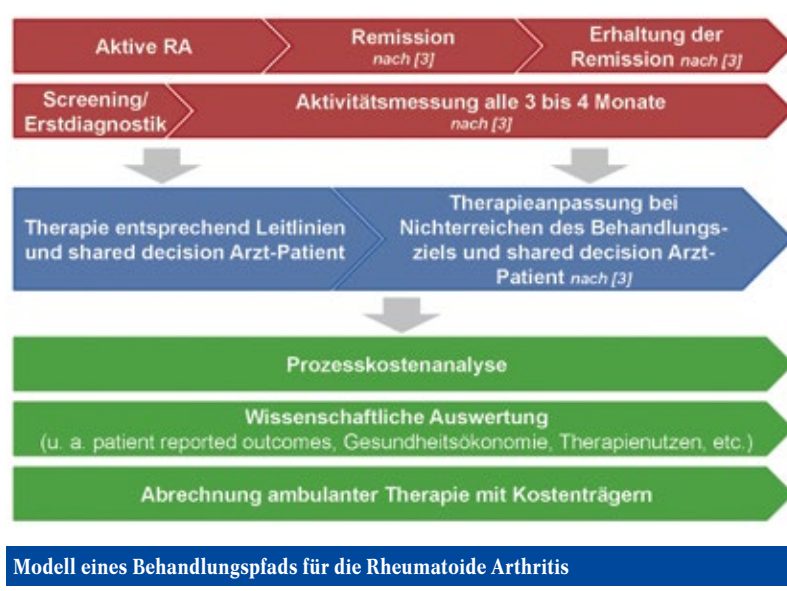 Aktive RA
Remission
nach [3]
Erhaltung der
Remission nach [3]
Screening/
Erstdiagnostik
Aktivitätsmessung alle 3 bis 4 Monate
nach [3]
Therapie entsprechend Leitlinien
und shared decision Arzt-Patient
Therapieanpassung bei
Nichterreichen des Behandlungs-
ziels und shared decision Arzt-
Patient nach [3]
Prozesskostenanalyse
Wissenschaftliche Auswertung
(u. a. patient reported outcomes, Gesundheitsökonomie, Therapienutzen, etc.)
Abrechnung ambulanter Therapie mit Kostenträgern
Modell eines Behandlungspfads für die Rheumatoide Arthritis